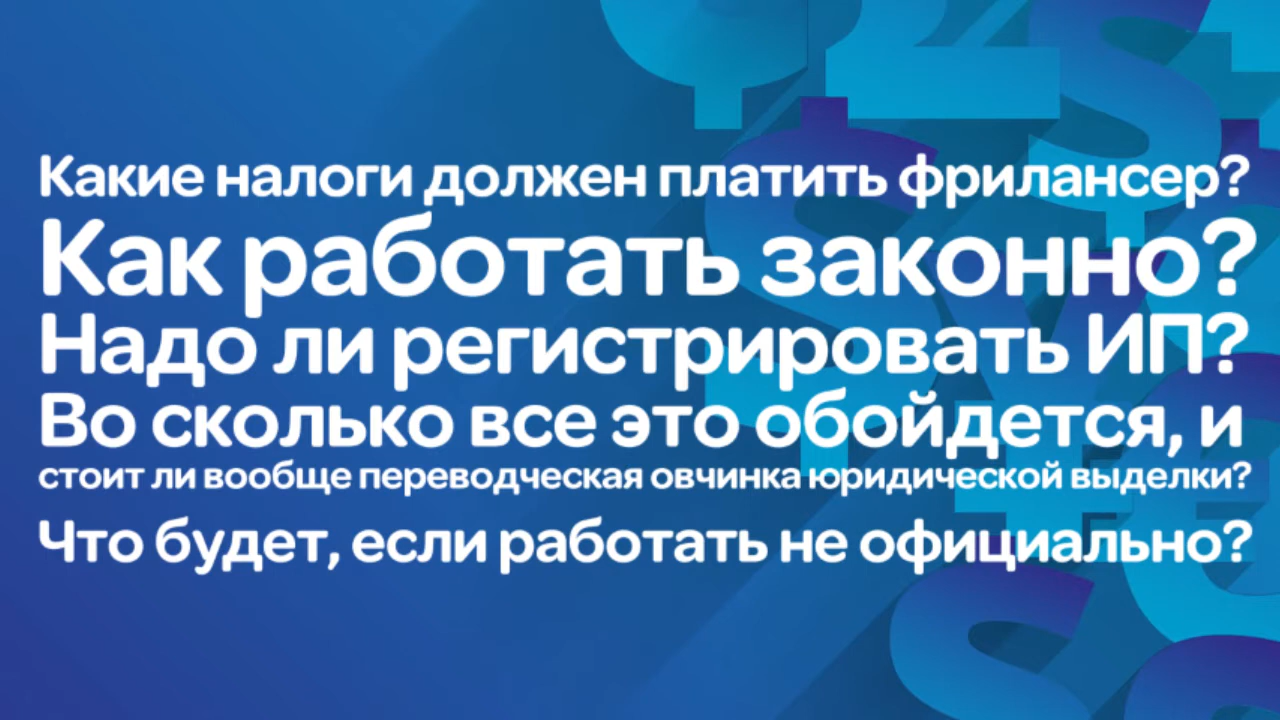 Какие налоги должен платить фрилансер?
Как работать законно?
Надо ли регистрировать ИП?
Во сколько все это обойдется, и
стоит ли вообще переводческая овчинка юридической выделки?
Что будет, если работать не официально?